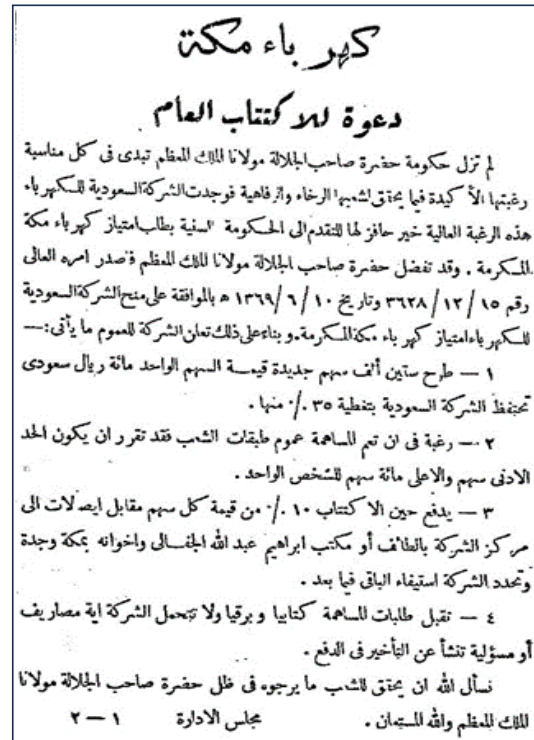 كهرباء مكة
دعوة للاكتتاب العام
لم تزل حكومة حضرة صاحب الجلالة مولانا الملك المعظم تبدى فى كل مناسبة
رغبتها الأكيدة فيما يحقق لشعبها الرخاء والرفاهية فوجدت الشركة السعودية للكهرباء
هذه الرغبة العالية خير حافز لها للتقدم الى الحكومة السنية بطلب امتياز كهرباء مكة
المكرمة . وقد تفضل حضرة صاحب الجلالة مولانا الملك المعظم فصدر امره العالى
رقم ١٥ / ١٢ / ٣٦٢٨ وتاريخ ١٠ / ٦ / ١٣٦٩ ه بالموافقة على منح الشركة السعودية
للكهرباء امتياز كهرباء مكة المكرمة. وبناء على ذلك تعلن الشركة للعموم ما يأتى :—
١ — طرح ستين ألف سهم جديدة قيمة السهم الواحد مائة ريال سعودى
تحتفظ الشركة السعودية بتغطية ٣٥ ٠/٠ منها .
٢ — رغبة فى ان تعم المساهمة عموم طبقات الشعب فقد تقرر ان يكون الحد
الادنى سهم والاعلى مائة سهم للشخص الواحد .
٣ — يدفع حين الاكتتاب ١٠ ٠/٠ من قيمة كل سهم مقابل ايصالات الى
مركز الشركة بالطائف أو مكتب ابراهيم عبد الله الجفالى واخوانه بمكة وجدة
وتحدد الشركة استيفاء الباقى فيما بعد .
٤ — تقبل طلبات المساهمة كتابيا وبرقيا ولا تتحمل الشركة اية مصاريف
أو مسؤلية تنشأ عن التأخير فى الدفع .
نسأل الله ان يحقق للشعب ما يرجوه فى ظل حضرة صاحب الجلالة مولانا
الملك المعظم والله المستعان . مجلس الادارة ١ — ٢